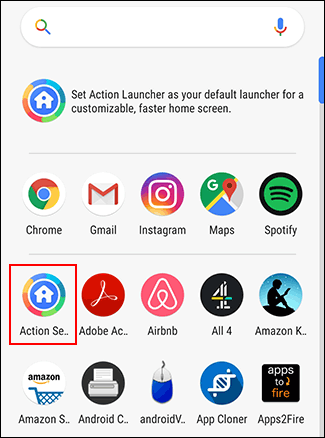 Set Action Launcher as your default launcher for a
customizable, faster home screen.
Chrome Gmail Instagram Maps Spotify
Action Se.. Adobe Ac.. Airbnb All 4 Amazon K..
amazon apps
to
fire
Amazon S.. Android C.. androidV.. App Cloner Apps2Fire